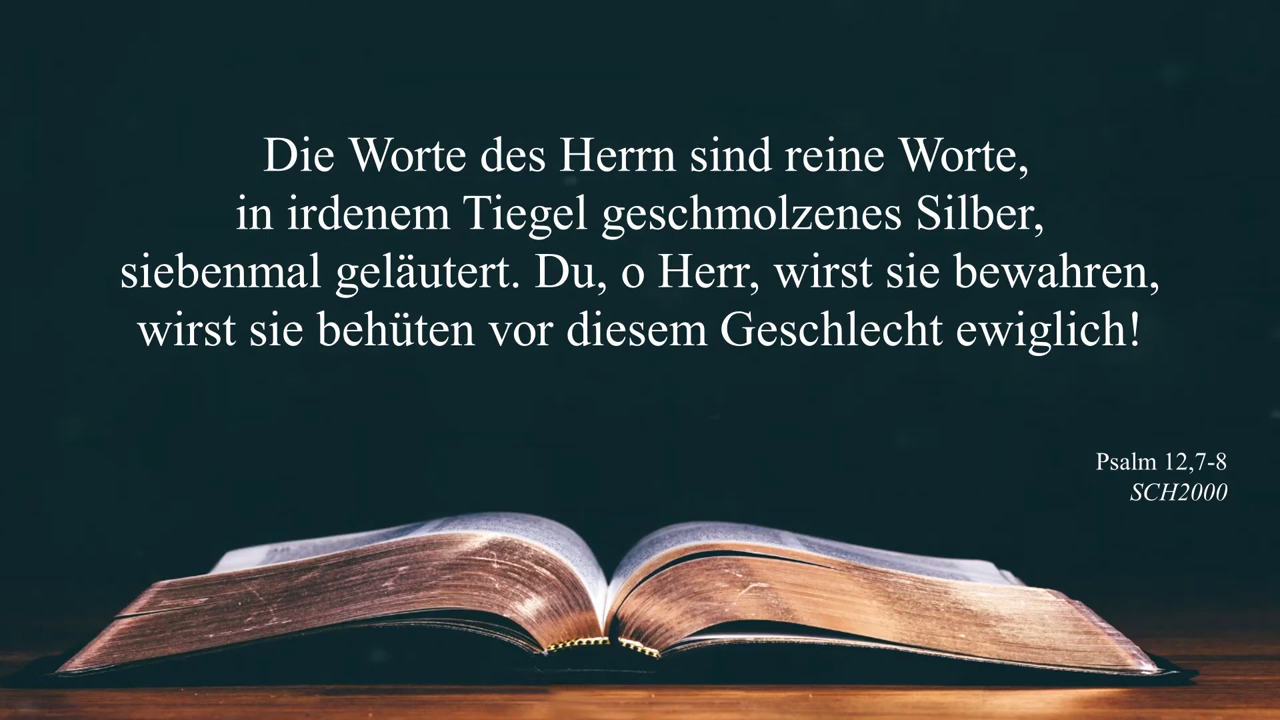 Die Worte des Herrn sind reine Worte,
in irdenem Tiegel geschmolzenes Silber,
siebenmal geläutert. Du, o Herr, wirst sie bewahren,
wirst sie behüten vor diesem Geschlecht ewiglich!
Psalm 12,7-8
SCH2000